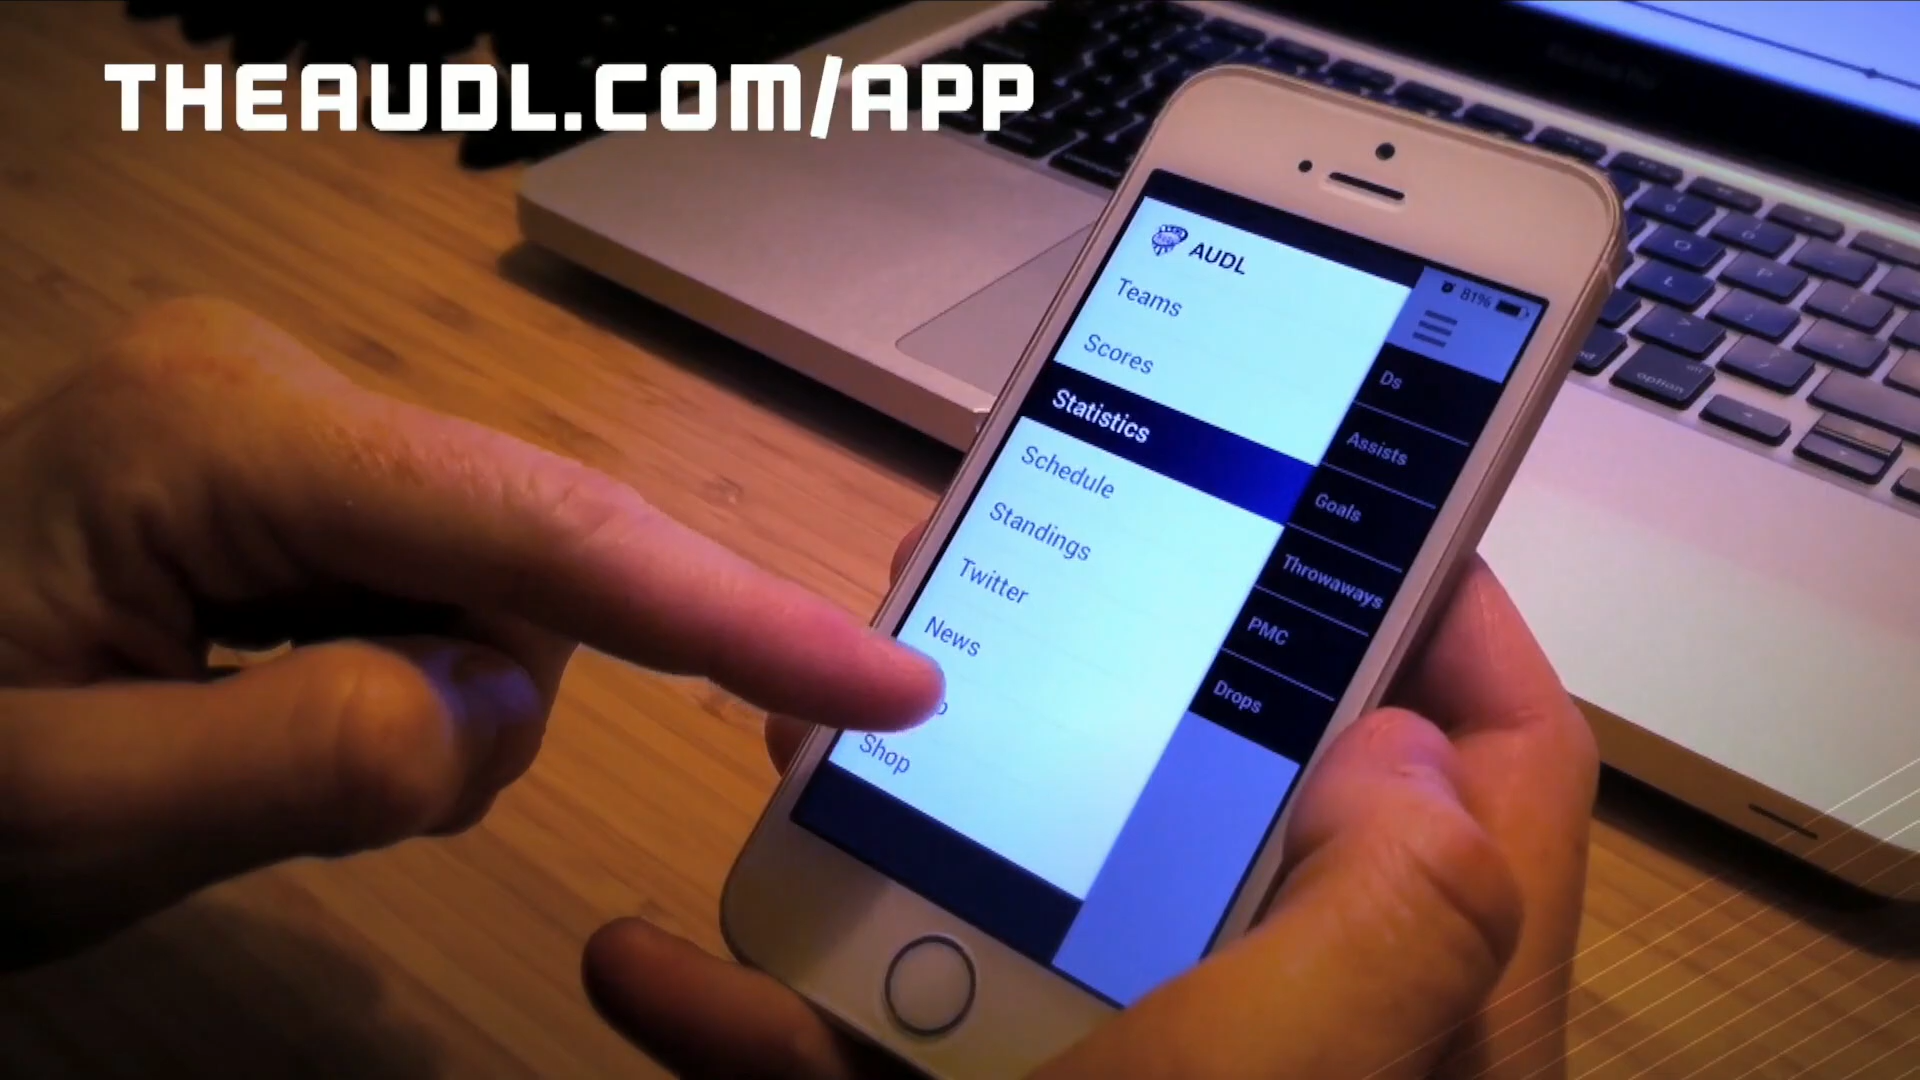 THEAUDL.COM/APP
AUDL
Teams
Scores
Statistics
Schedule
Standings
Twitter
News
Shop
81%
Ds
Assists
Goals
Throwaways
PMC
Drops
option